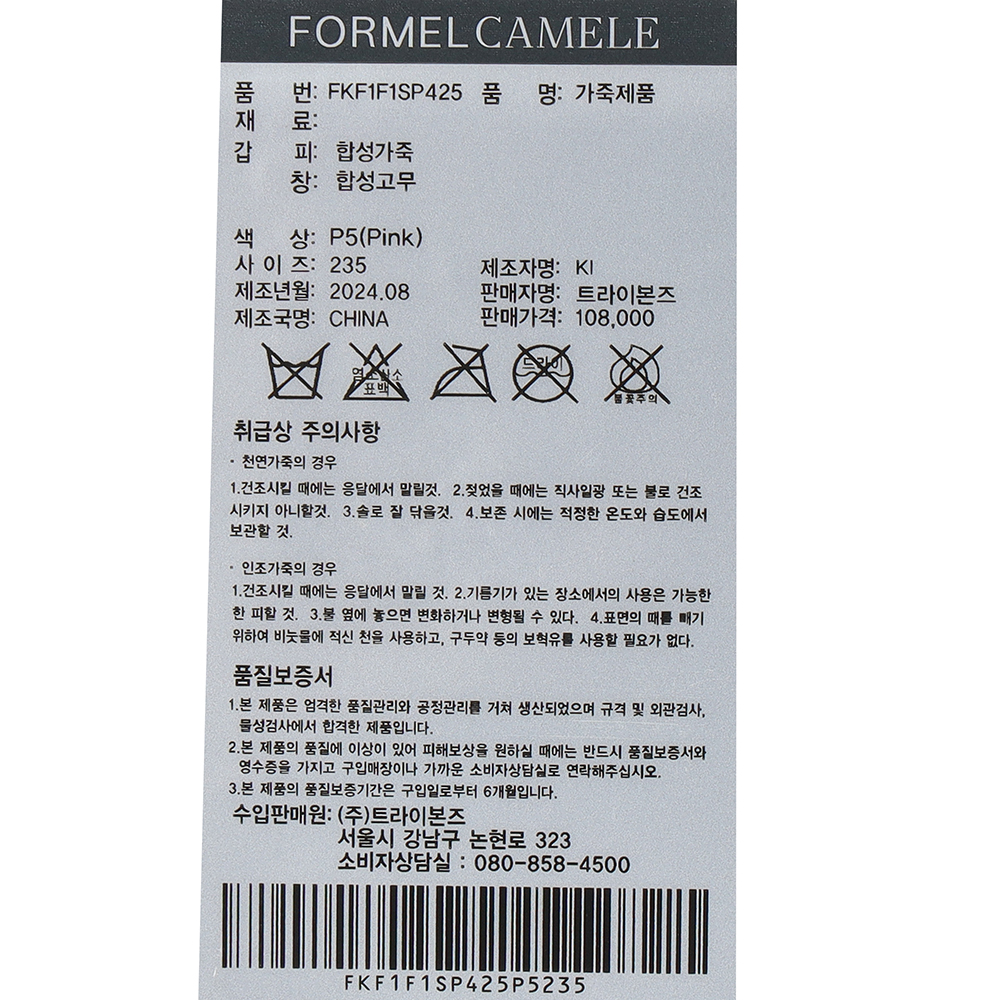 FORMEL CAMELE
품 번: FKF1F1SP425 품 명: 가죽제품
재 료:
갑 피: 합성가죽
창: 합성고무
색 상: P5(Pink)
사 이 즈: 235 제조자명: KI
제조년월: 2024.08 판매자명: 트라이본즈
제조국명: CHINA 판매가격: 108,000
염소산소 드라이
표백
불꽃주의
취급상 주의사항
· 천연가죽의 경우
1.건조시킬 때에는 응달에서 말릴것. 2.젖었을 때에는 직사일광 또는 불로 건조
시키지 아니할것. 3.솔로 잘 닦을것. 4.보존 시에는 적정한 온도와 습도에서
보관할 것.
· 인조가죽의 경우
1.건조시킬 때에는 응달에서 말릴 것. 2.기름기가 있는 장소에서의 사용은 가능한
한 피할 것. 3.불 옆에 놓으면 변화하거나 변형될 수 있다. 4.표면의 때를 빼기
위하여 비눗물에 적신 천을 사용하고, 구두약 등의 보혁유를 사용할 필요가 없다.
품질보증서
1.본 제품은 엄격한 품질관리와 공정관리를 거쳐 생산되었으며 규격 및 외관검사,
물성검사에서 합격한 제품입니다.
2.본 제품의 품질에 이상이 있어 피해보상을 원하실 때에는 반드시 품질보증서와
영수증을 가지고 구입매장이나 가까운 소비자상담실로 연락해주십시오.
3.본 제품의 품질보증기간은 구입일로부터 6개월입니다.
수입판매원: (주)트라이본즈
서울시 강남구 논현로 323
소비자상담실 : 080-858-4500
FKF1F1SP425P5235